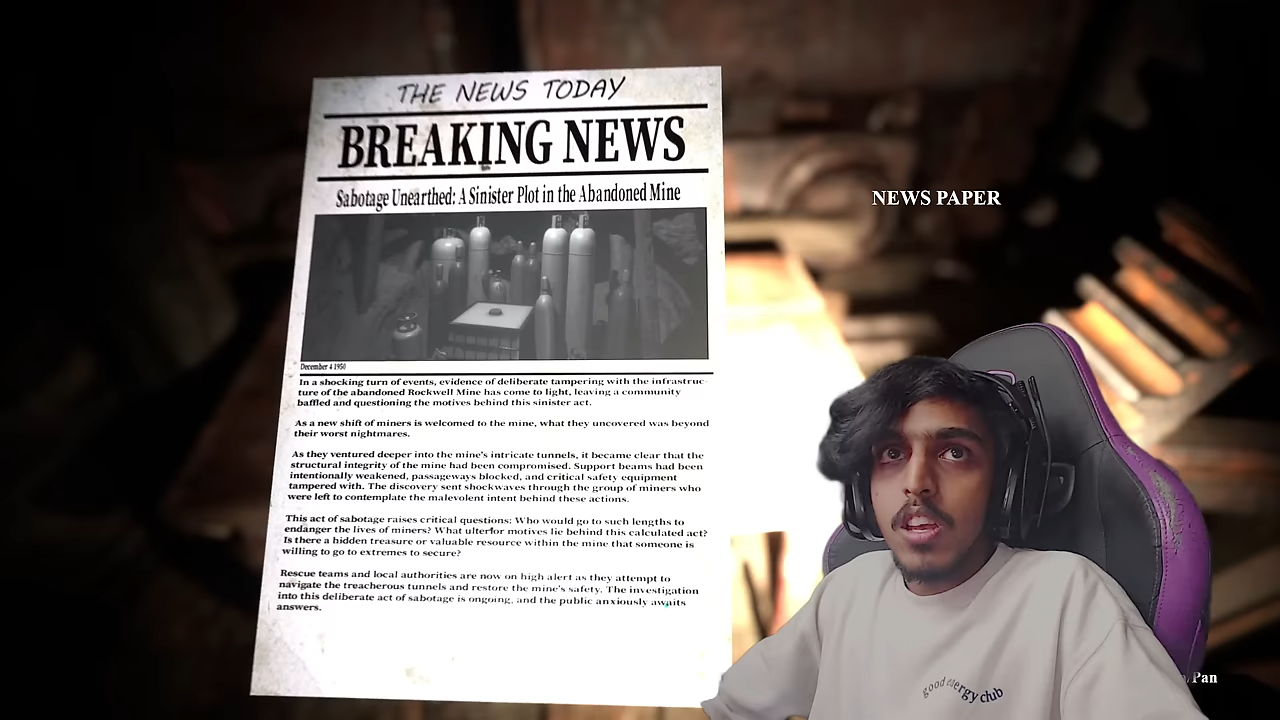 THE NEWS TODAY
BREAKING NEWS
Sabotage Unearthed: A Sinister Plot in the Abandoned Mine
NEWS PAPER
December 4 1950
In a shocking turn of events, evidence of deliberate tampering with the infrastruc-
ture of the abandoned Rockwell Mine has come to light, leaving a community
baffled and questioning the motives behind this sinister act.
As a new shift of miners is welcomed to the mine, what they uncovered was beyond
their worst nightmares.
As they ventured deeper into the mine's intricate tunnels, it became clear that the
structural integrity of the mine had been compromised. Support beams had been
intentionally weakened, passageways blocked, and critical safety equipment
tampered with. The discovery sent shockwaves through the group of miners who
were left to contemplate the malevolent intent behind these actions.
This act of sabotage raises critical questions: Who would go to such lengths to
endanger the lives of miners? What ulterior motives lie behind this calculated act?
Is there a hidden treasure or valuable resource within the mine that someone is
willing to go to extremes to secure?
Rescue teams and local authorities are now on high alert as they attempt to
navigate the treacherous tunnels and restore the mine's safety. The investigation
into this deliberate act of sabotage is ongoing, and the public anxiously awaits
answers.
good energy club
Pan